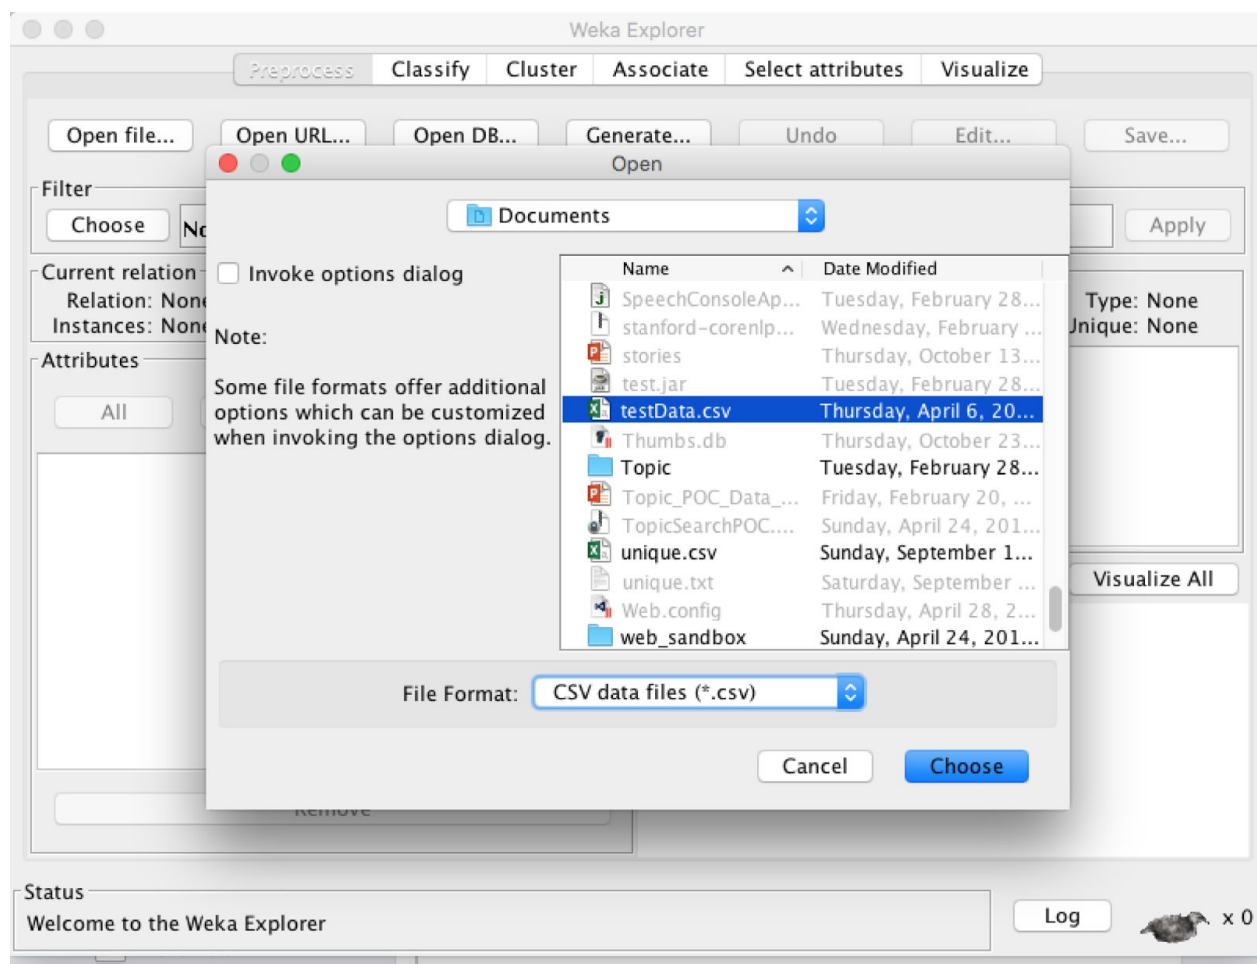 Weka Explorer
Preprocess Classify Cluster Associate Select attributes Visualize
Open file... Open URL... Open DB... Generate... Undo Edit... Save...
Open
Filter
Choose
Apply
Documents
Current relation
Relation: None
Instances: None
Type: None
Unique: None
Attributes
All
Invoke options dialog
Note:
Some file formats offer additional
options which can be customized
when invoking the options dialog.
Name Date Modified
SpeechConsoleAp... Tuesday, February 28...
stanford-corenlp... Wednesday, February ...
stories Thursday, October 13...
test.jar Tuesday, February 28...
testData.csv Thursday, April 6, 20...
Thumbs.db Thursday, October 23...
Topic Tuesday, February 28...
Topic_POC_Data_... Friday, February 20, ...
TopicSearchPOC.... Sunday, April 24, 201...
unique.csv Sunday, September 1...
unique.txt Saturday, September ...
Web.config Thursday, April 28, 2...
web_sandbox Sunday, April 24, 201...
Visualize All
File Format: CSV data files (*.csv)
Cancel Choose
Remove
Status
Welcome to the Weka Explorer
Log x 0